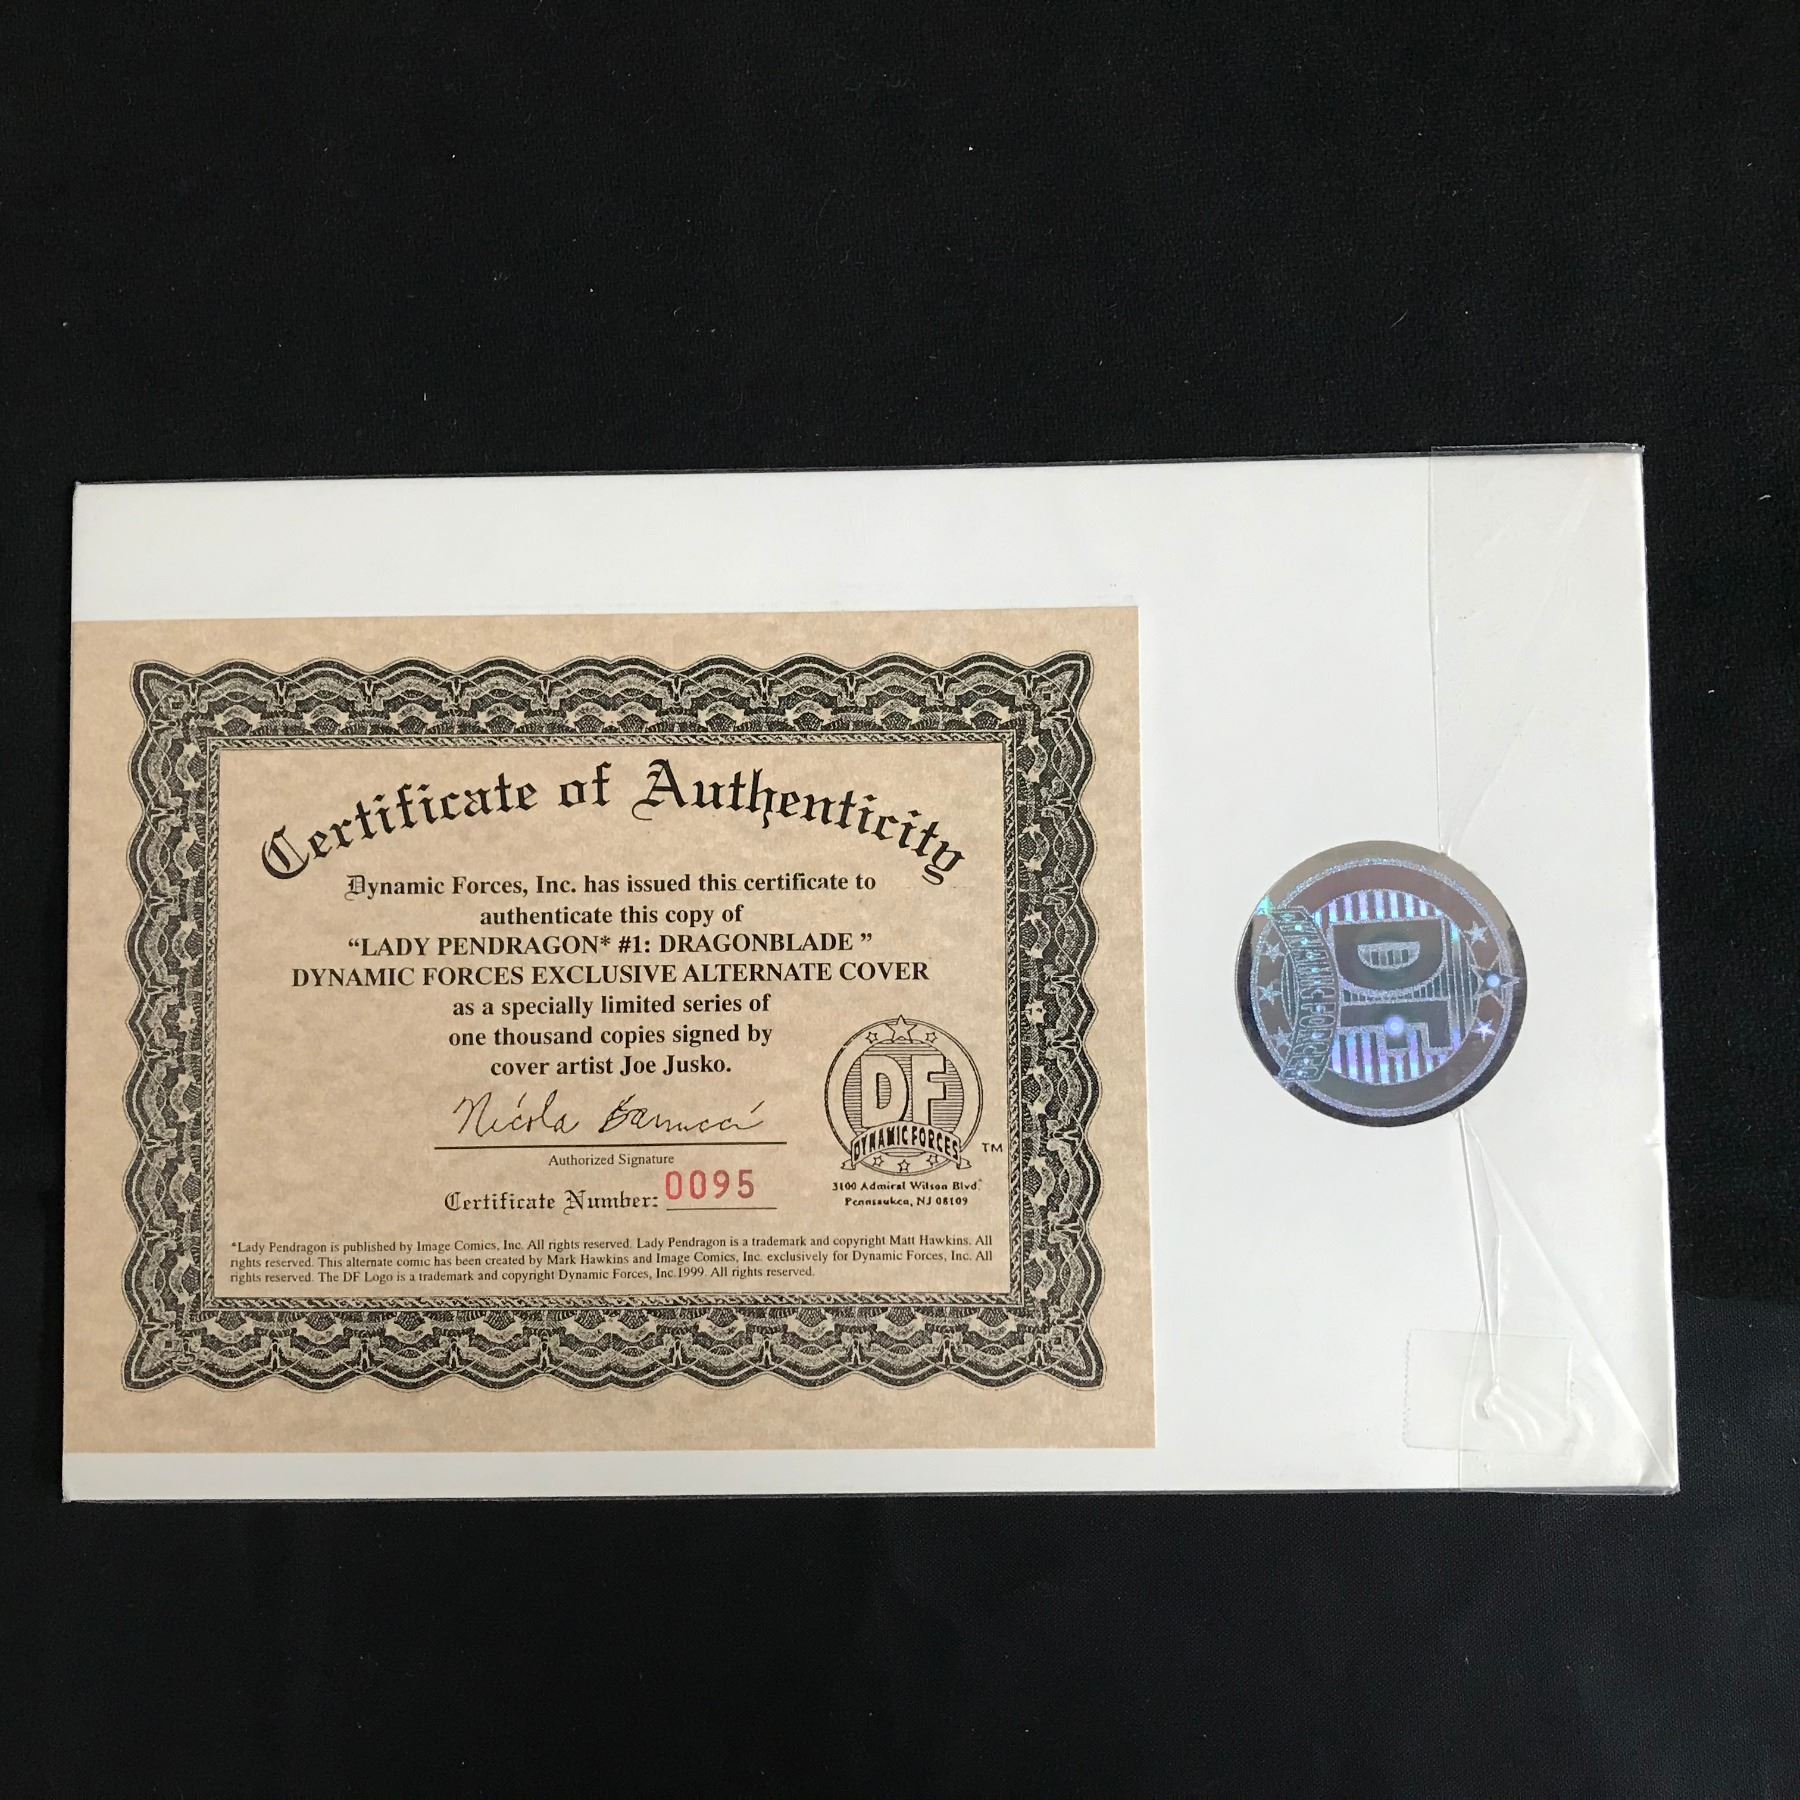 Certificate of Authenticity
Dynamic Forces, Inc. has issued this certificate to
authenticate this copy of
“LADY PENDRAGON* #1: DRAGONBLADE ”
DYNAMIC FORCES EXCLUSIVE ALTERNATE COVER
as a specially limited series of
one thousand copies signed by
cover artist Joe Jusko.
Nicola Barrucci
Authorized Signature
Certificate Number: 0095
DF
DYNAMIC FORCES
TM
3100 Admiral Wilson Blvd.
Pennsauken, NJ 08109
*Lady Pendragon is published by Image Comics, Inc. All rights reserved. Lady Pendragon is a trademark and copyright Matt Hawkins. All
rights reserved. This alternate comic has been created by Mark Hawkins and Image Comics, Inc. exclusively for Dynamic Forces, Inc. All
rights reserved. The DF Logo is a trademark and copyright Dynamic Forces, Inc.1999. All rights reserved.
DF
DYNAMIC FORCES